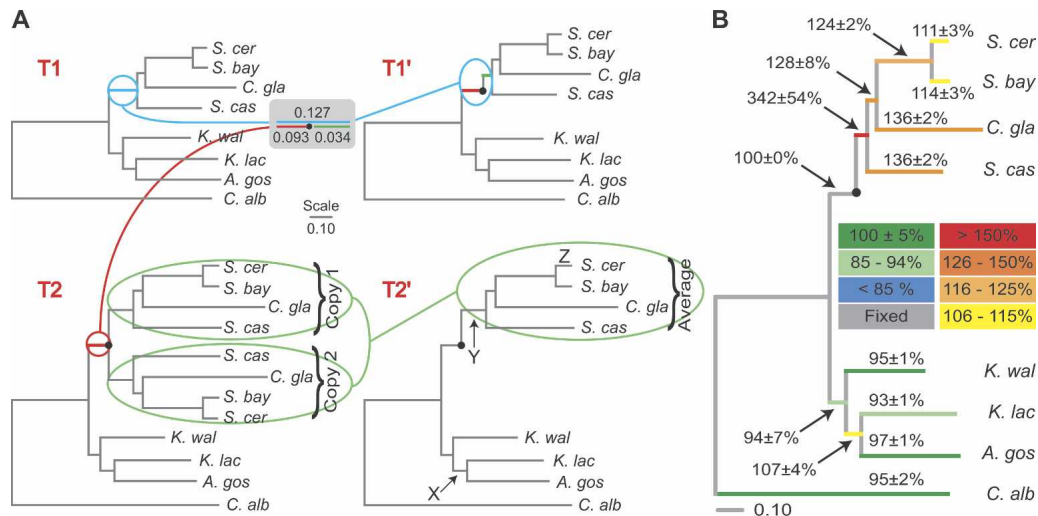 A
T1
S. cer
S. bay
C. gla
S. cas
K. wal
K. lac
A. gos
C. alb
0.127
0.093 0.034
T1'
S. cer
S. bay
C. gla
S. cas
K. wal
K. lac
A. gos
C. alb
Scale
0.10
T2
S. cer
S. bay
C. gla
S. cas
Copy 1
S. cas
C. gla
S. bay
S. cer
Copy 2
K. wal
K. lac
A. gos
C. alb
T2'
Z
S. cer
S. bay
C. gla
S. cas
Average
Y
K. wal
K. lac
A. gos
X
C. alb
B
124±2%
111±3%
S. cer
128±8%
S. bay
114±3%
342±54%
136±2%
C. gla
100±0%
136±2%
S. cas
100 ± 5%
> 150%
85 - 94%
126 - 150%
< 85 %
116 - 125%
Fixed
106 - 115%
95±1%
K. wal
93±1%
K. lac
94±7%
97±1%
A. gos
107±4%
95±2%
C. alb
0.10